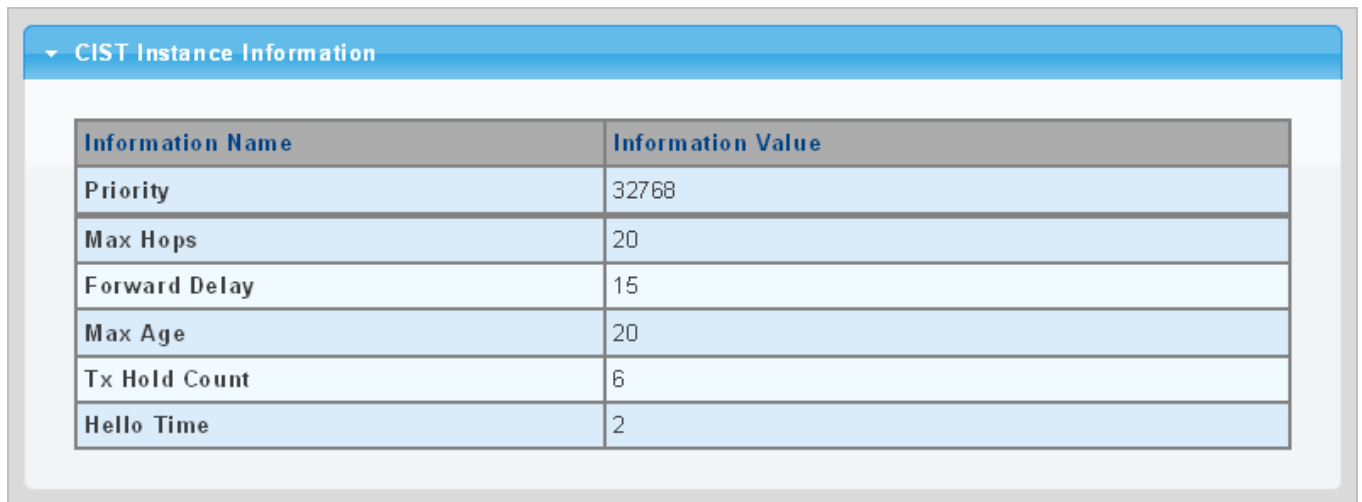 CIST Instance Information
Information Name Information Value
Priority 32768
Max Hops 20
Forward Delay 15
Max Age 20
Tx Hold Count 6
Hello Time 2